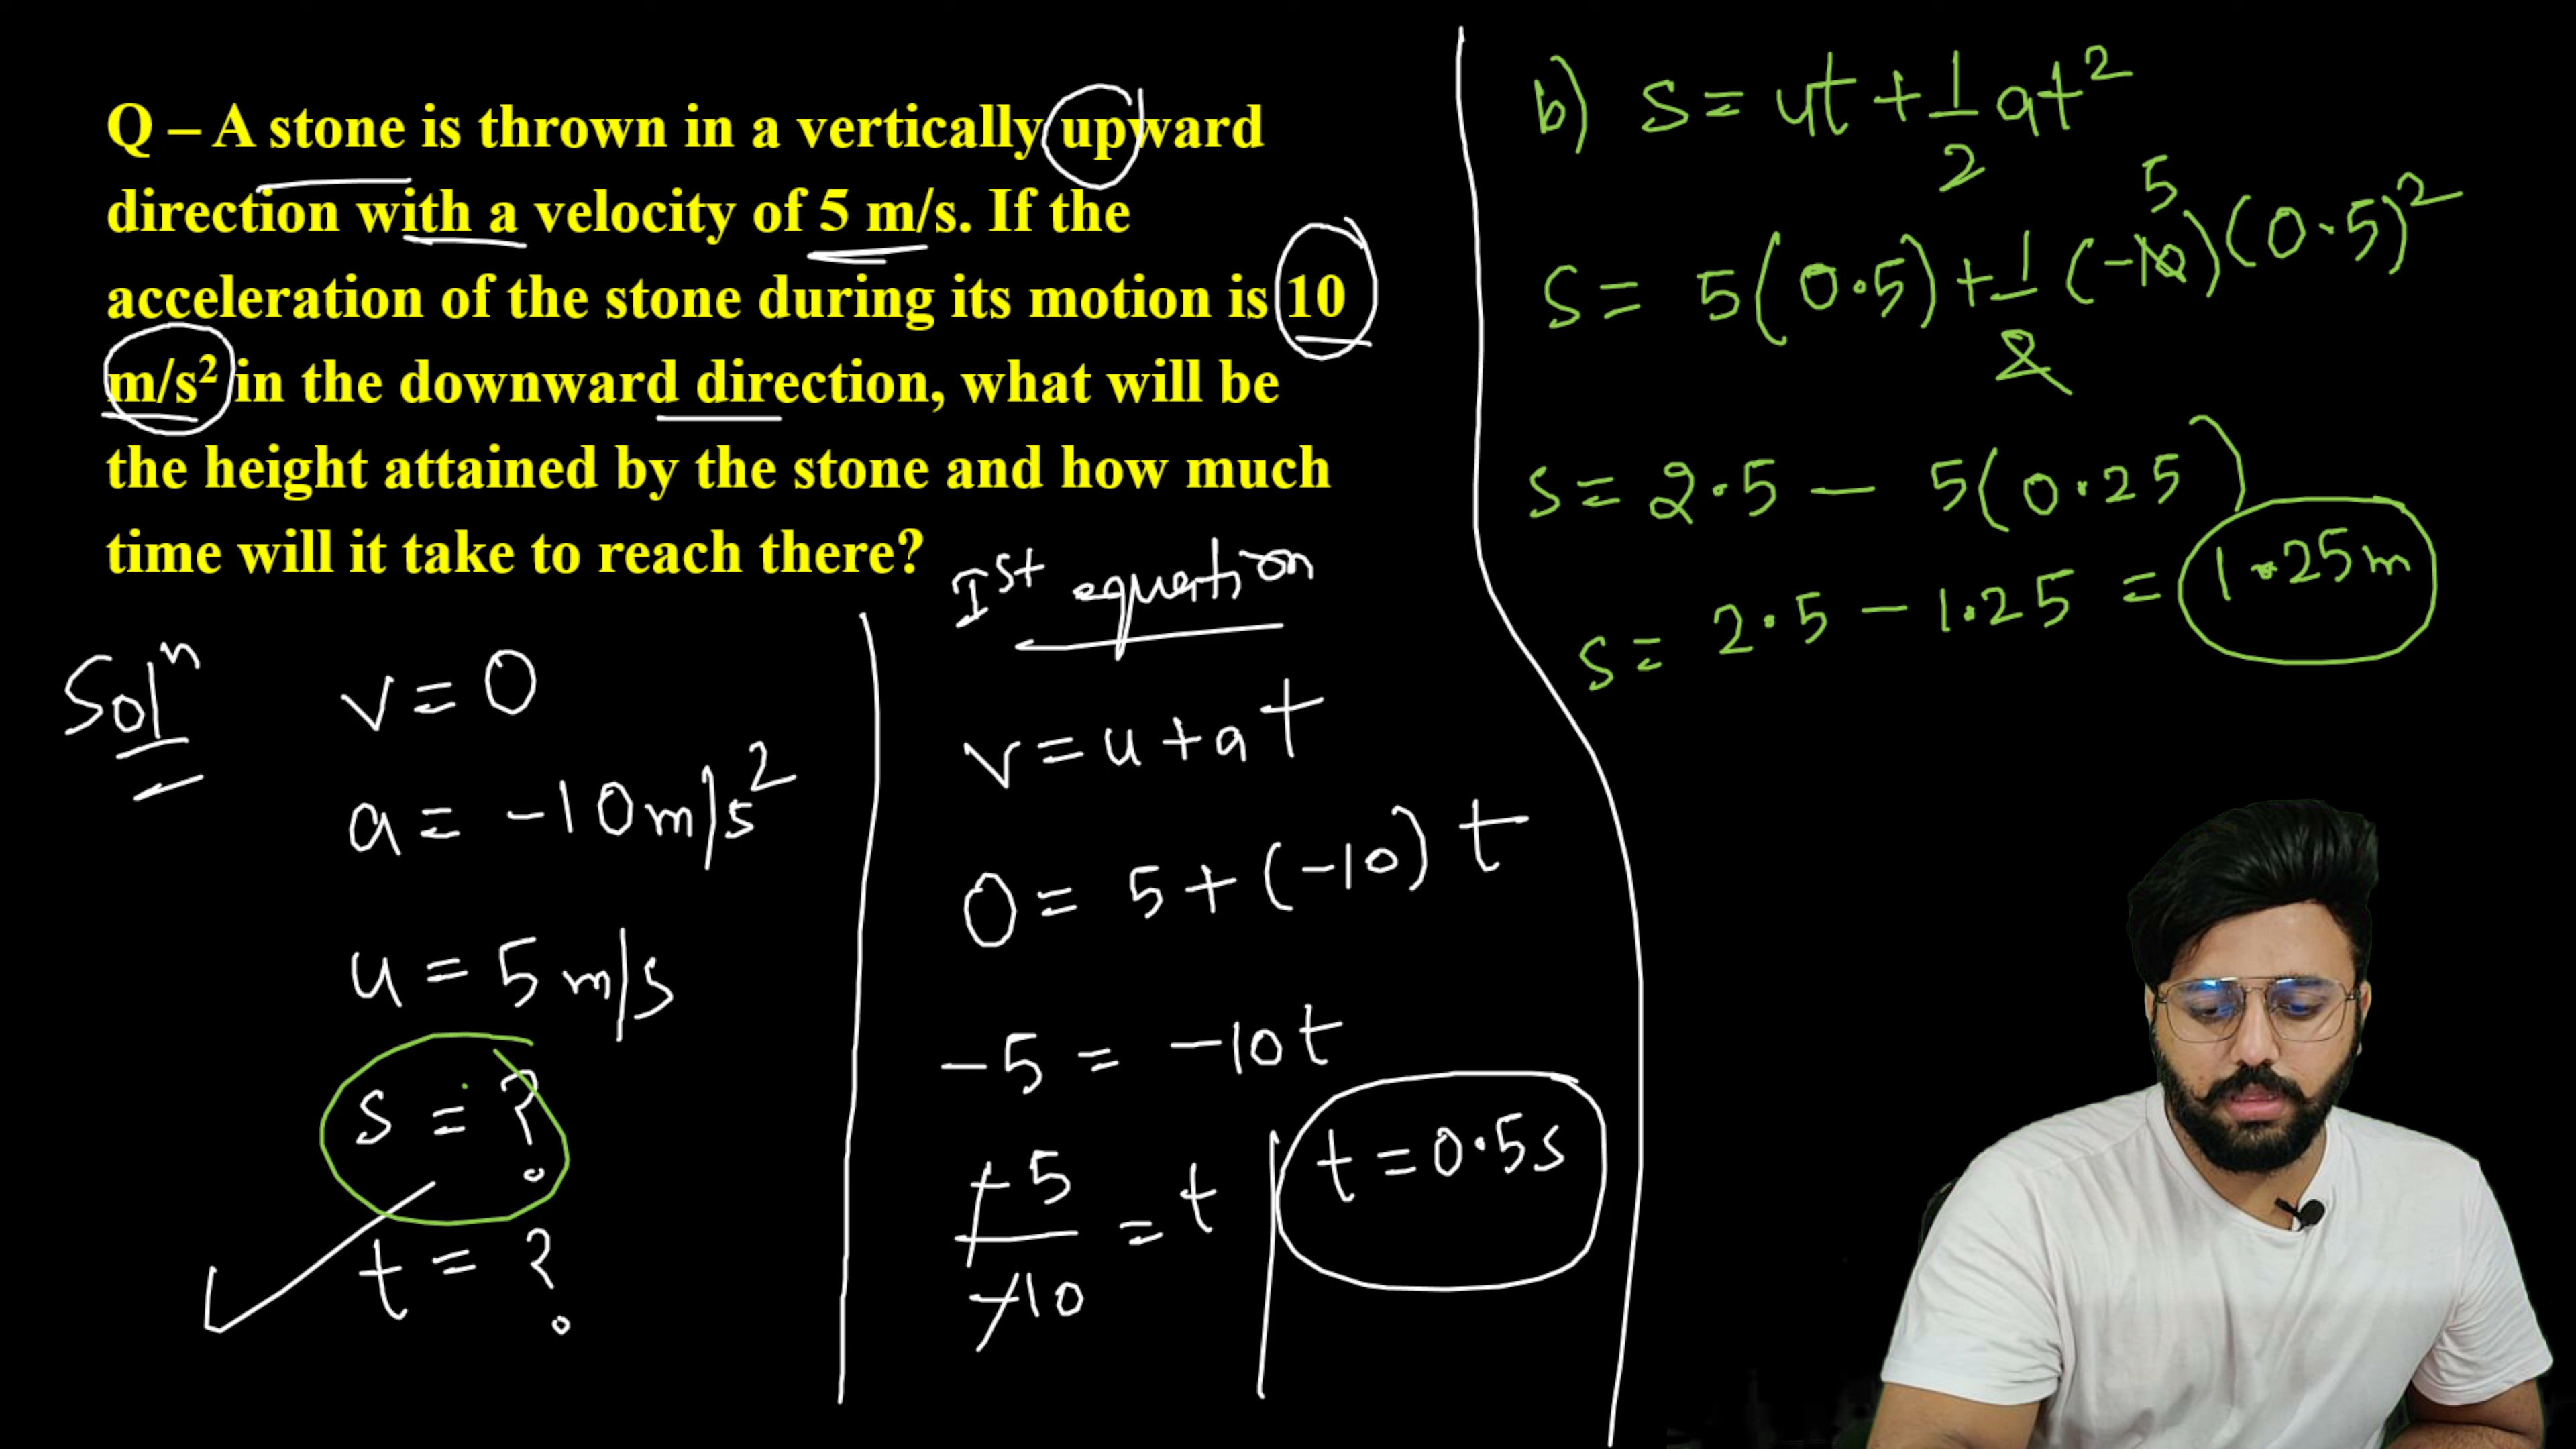 Q – A stone is thrown in a vertically upward
direction with a velocity of 5 m/s. If the
acceleration of the stone during its motion is 10
m/s² in the downward direction, what will be
the height attained by the stone and how much
time will it take to reach there?
Solⁿ
v = 0
a = -10 m/s²
u = 5 m/s
s = ?
t = ?
Iˢᵗ equation
v = u + at
0 = 5 + (-10) t
-5 = -10t
-5/-10 = t
t = 0.5s
b) s = ut + 1/2 at²
5
s = 5(0.5) + 1/2 (-10)(0.5)²
s = 2.5 - 5(0.25)
s = 2.5 - 1.25 = 1.25m